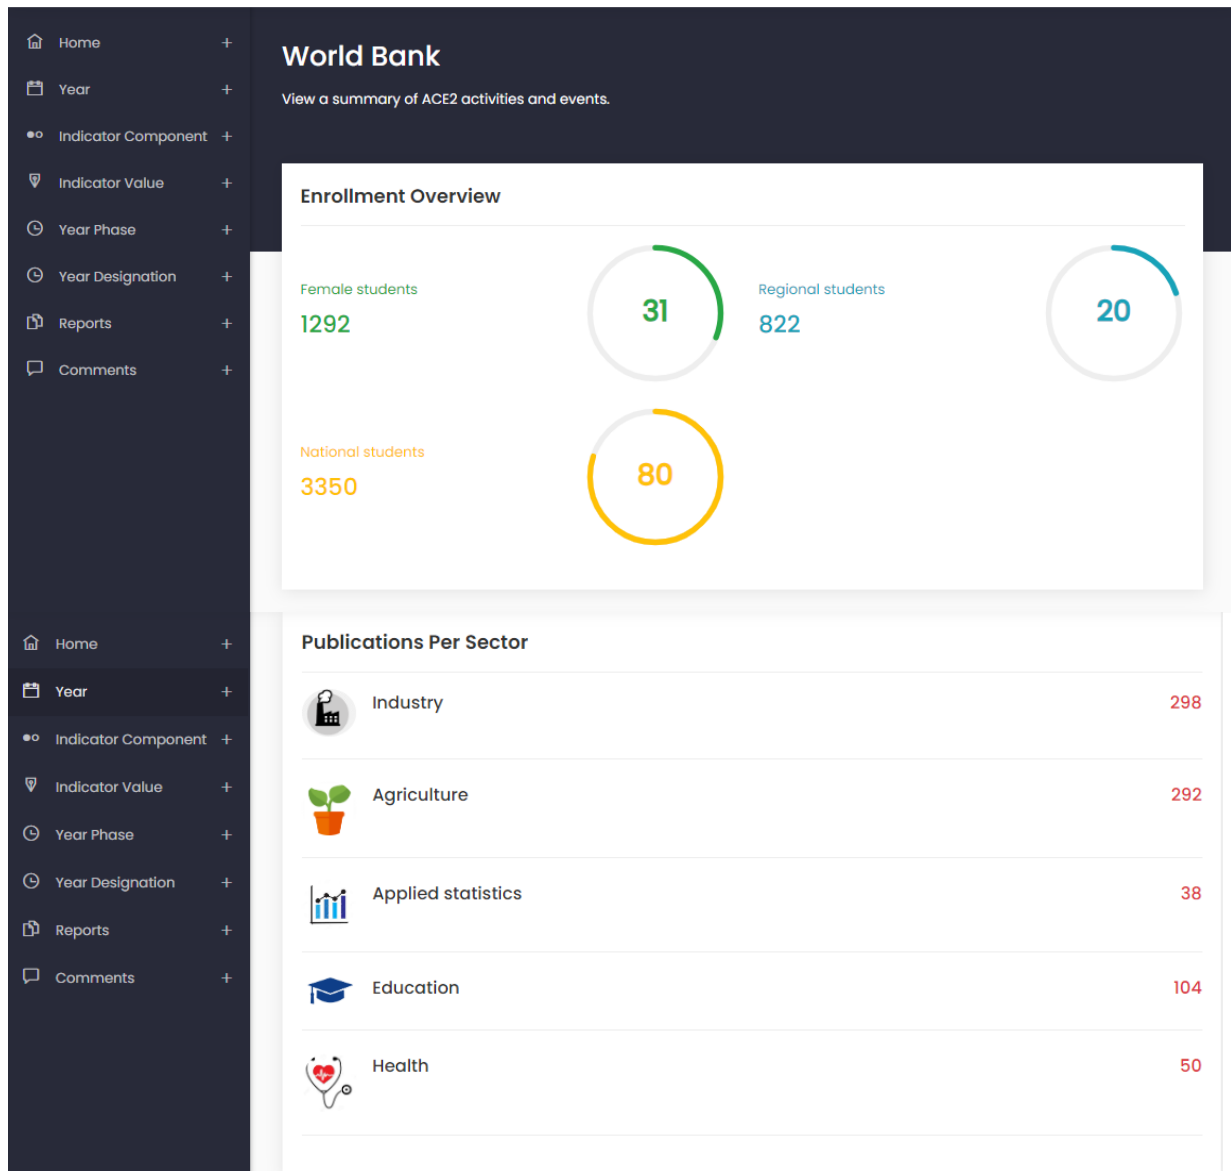 Home +
Year +
Indicator Component +
Indicator Value +
Year Phase +
Year Designation +
Reports +
Comments +
World Bank
View a summary of ACE2 activities and events.
Enrollment Overview
Female students
1292
31
Regional students
822
20
National students
3350
80
Home +
Year +
Indicator Component +
Indicator Value +
Year Phase +
Year Designation +
Reports +
Comments +
Publications Per Sector
Industry 298
Agriculture 292
Applied statistics 38
Education 104
Health 50